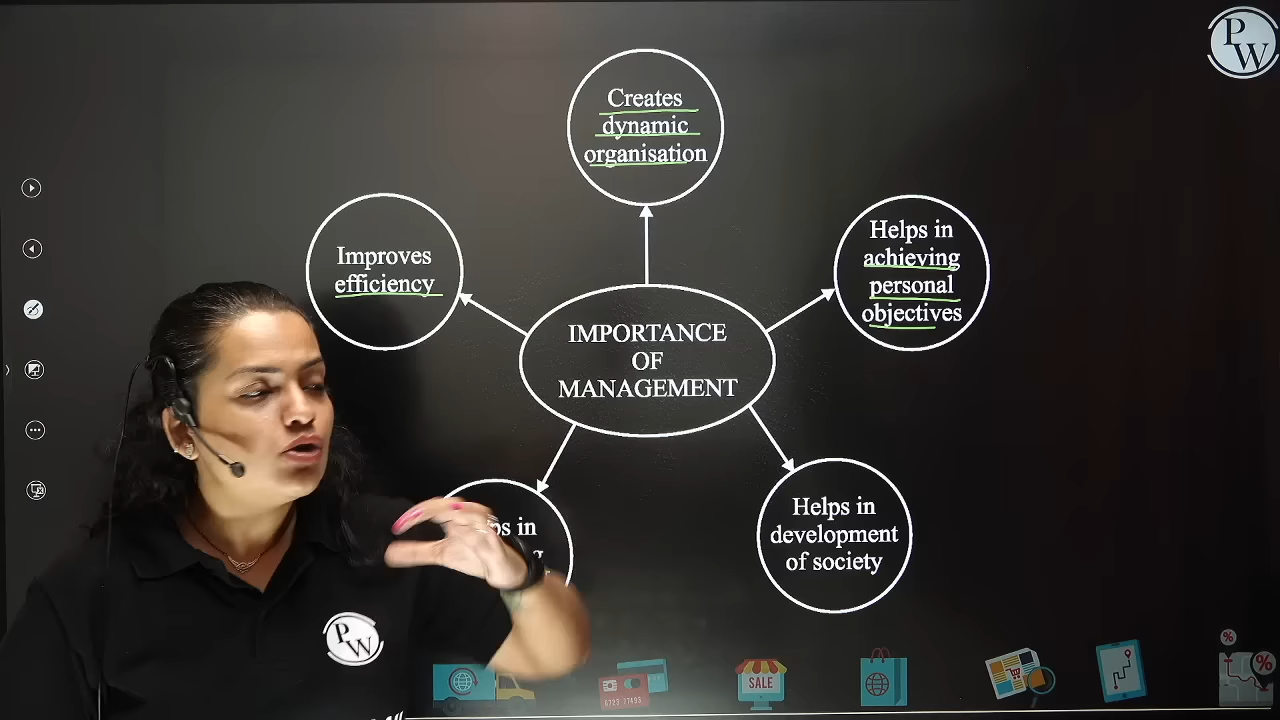 P
W
Creates
dynamic
organisation
Improves
efficiency
Helps in
achieving
personal
objectives
IMPORTANCE
OF
MANAGEMENT
in
Helps in
development
of society
P
W
SALE
%
%